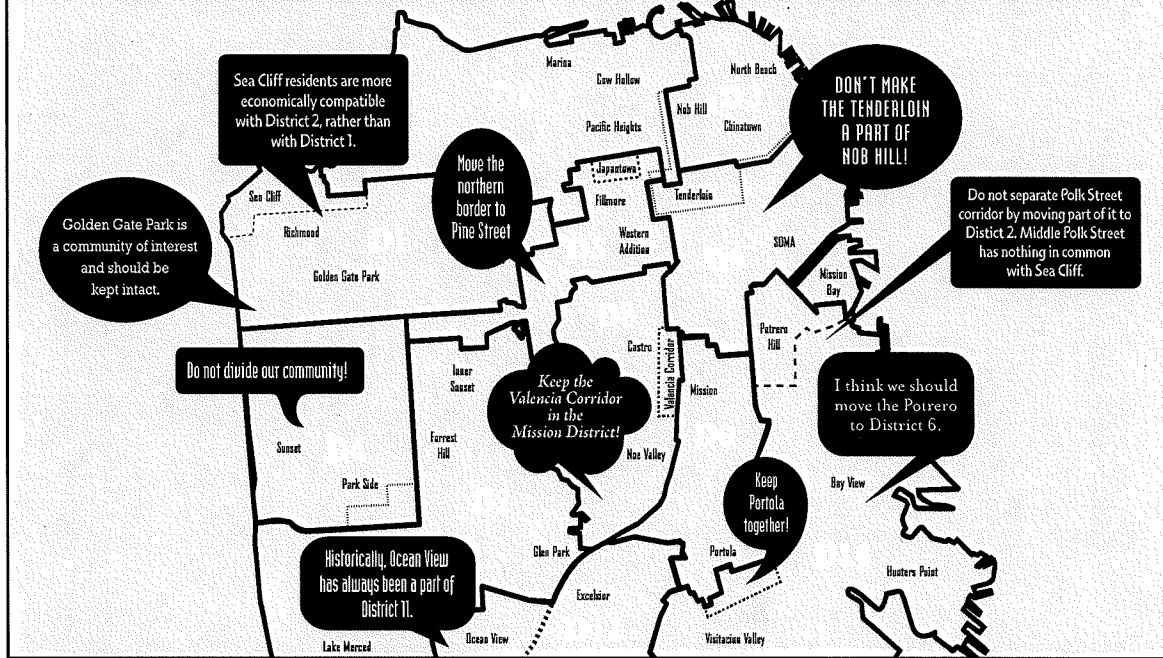 Sea Cliff residents are more
economically compatible
with District 2, rather than
with District 1.
Golden Gate Park is
a community of interest
and should be
kept intact.
Move the
northern
border to
Pine Street
DON'T MAKE
THE TENDERLOIN
A PART OF
NOB HILL!
Do not separate Polk Street
corridor by moving part of it to
Distict 2. Middle Polk Street
has nothing in common
with Sea Cliff.
Do not divide our community!
Keep the
Valencia Corridor
in the
Mission District!
I think we should
move the Potrero
to District 6.
Keep
Portola
together!
Historically, Ocean View
has always been a part of
District 11.
Marina
Cow Hollow
North Beach
Nob Hill
Pacific Heights
Chinatown
Japantown
Tenderloin
Fillmore
Sea Cliff
Richmond
Western
Addition
SOMA
Golden Gate Park
Mission
Bay
Potrero
Hill
Castro
Valencia Corridor
Mission
Inner
Sunset
Sunset
Forrest
Hill
Noe Valley
Park Side
Bay View
Glen Park
Portola
Hunters Point
Excelsior
Ocean View
Lake Merced
Visitacion Valley